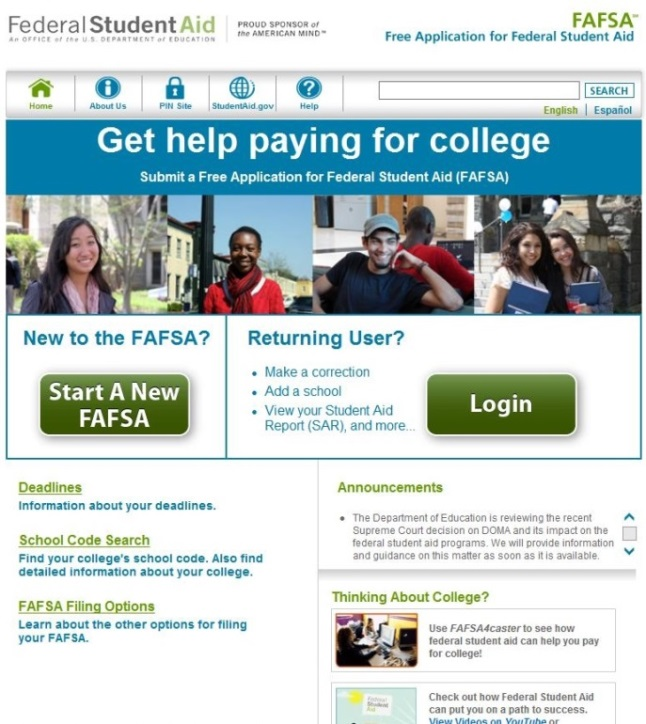 Federal Student Aid
An OFFICE of the U.S. DEPARTMENT of EDUCATION
PROUD SPONSOR of
the AMERICAN MIND™
FAFSA℠
Free Application for Federal Student Aid
Home
About Us
PIN Site
StudentAid.gov
Help
SEARCH
English | Español
Get help paying for college
Submit a Free Application for Federal Student Aid (FAFSA)
New to the FAFSA?
Start A New
FAFSA
Returning User?
• Make a correction
• Add a school
• View your Student Aid
Report (SAR), and more...
Login
Deadlines
Information about your deadlines.
School Code Search
Find your college's school code. Also find
detailed information about your college.
FAFSA Filing Options
Learn about the other options for filing
your FAFSA.
Announcements
• The Department of Education is reviewing the recent
Supreme Court decision on DOMA and its impact on the
federal student aid programs. We will provide information
and guidance on this matter as soon as it is available.
Thinking About College?
Use FAFSA4caster to see how
federal student aid can help you pay
for college!
Federal
Student
Aid
Check out how Federal Student Aid
can put you on a path to success.
View Videos on YouTube or